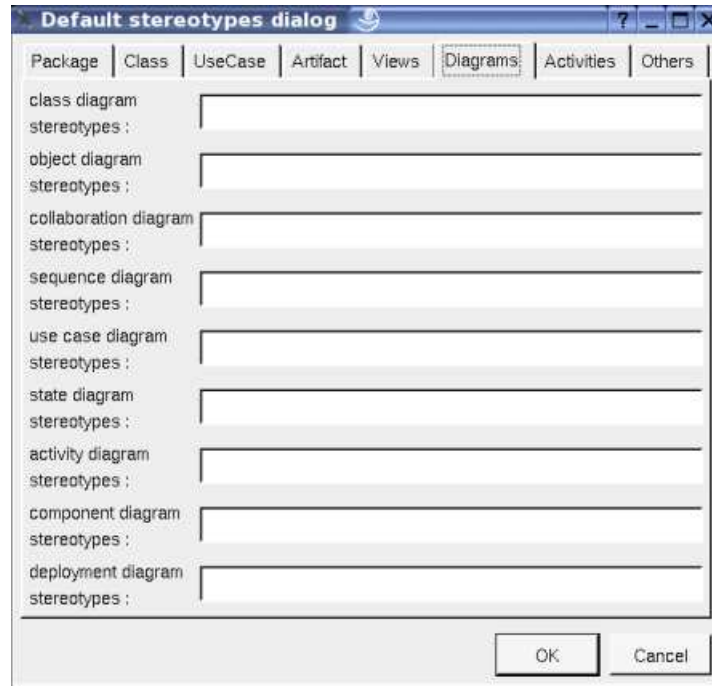 Default stereotypes dialog ?
Package Class UseCase Artifact Views Diagrams Activities Others
class diagram
stereotypes :
object diagram
stereotypes :
collaboration diagram
stereotypes :
sequence diagram
stereotypes :
use case diagram
stereotypes :
state diagram
stereotypes :
activity diagram
stereotypes :
component diagram
stereotypes :
deployment diagram
stereotypes :
OK Cancel